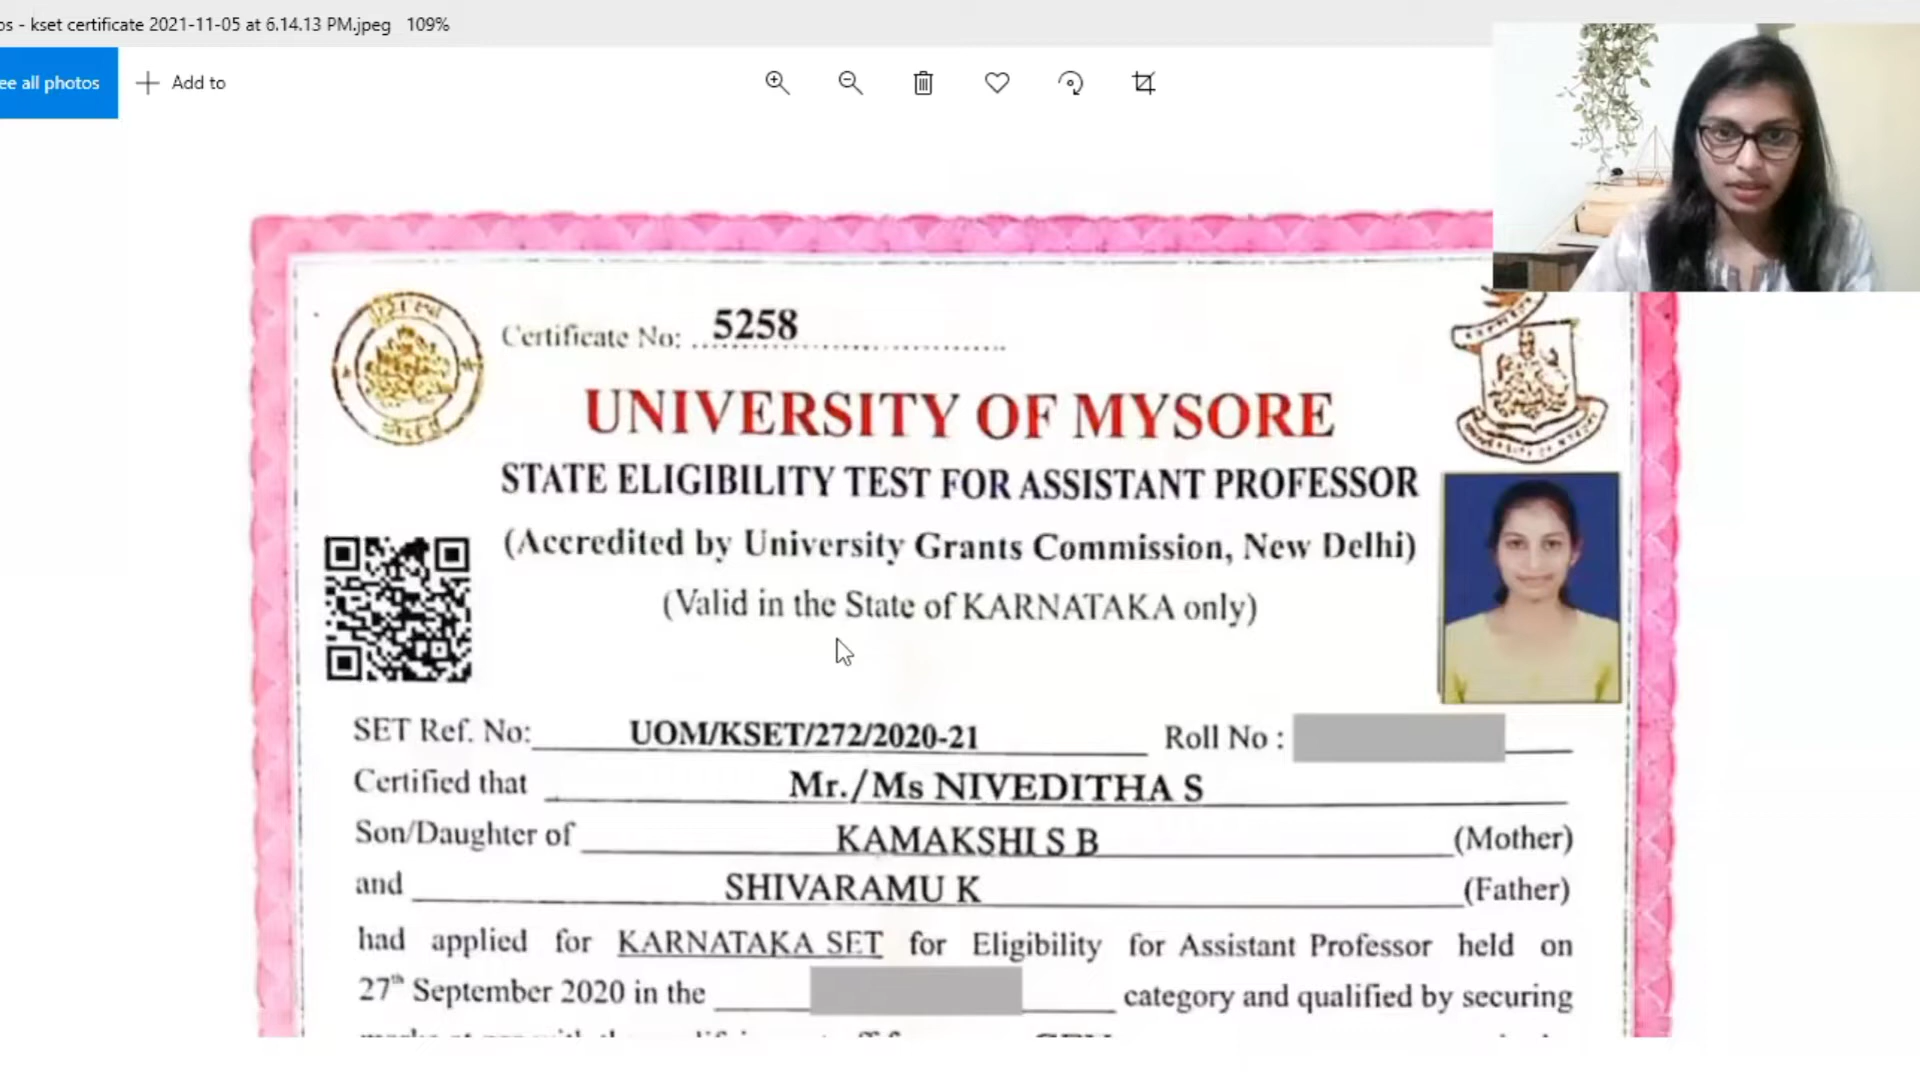 os - kset certificate 2021-11-05 at 6.14.13 PM.jpeg 109%
ee all photos
Add to
Certificate No: 5258
UNIVERSITY OF MYSORE
STATE ELIGIBILITY TEST FOR ASSISTANT PROFESSOR
(Accredited by University Grants Commission, New Delhi)
(Valid in the State of KARNATAKA only)
SET Ref. No: UOM/KSET/272/2020-21 Roll No :
Certified that Mr./Ms NIVEDITHA S
Son/Daughter of KAMAKSHI S B (Mother)
and SHIVARAMU K (Father)
had applied for KARNATAKA SET for Eligibility for Assistant Professor held on
27th September 2020 in the category and qualified by securing